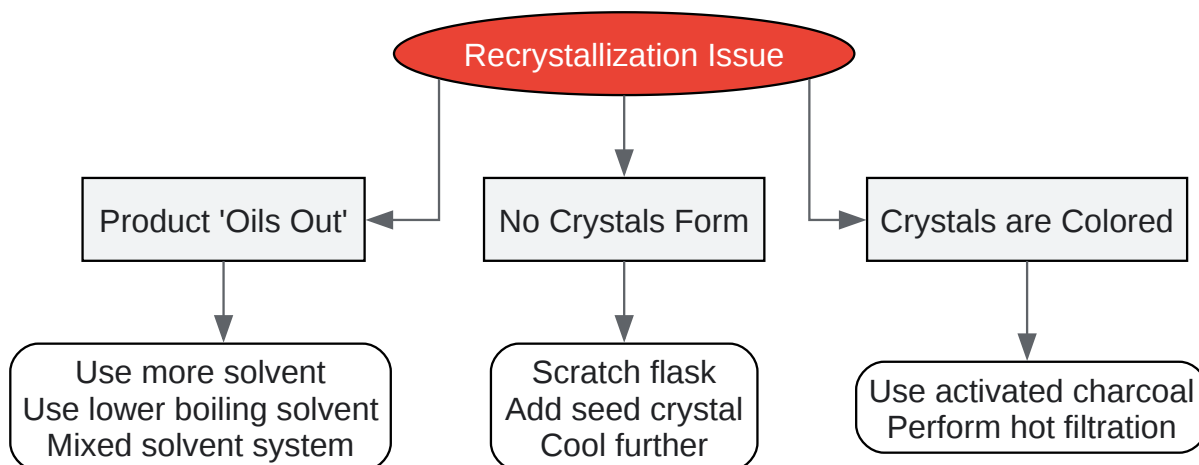 Recrystallization Issue
Product 'Oils Out'
No Crystals Form
Crystals are Colored
Use more solvent
Use lower boiling solvent
Mixed solvent system
Scratch flask
Add seed crystal
Cool further
Use activated charcoal
Perform hot filtration